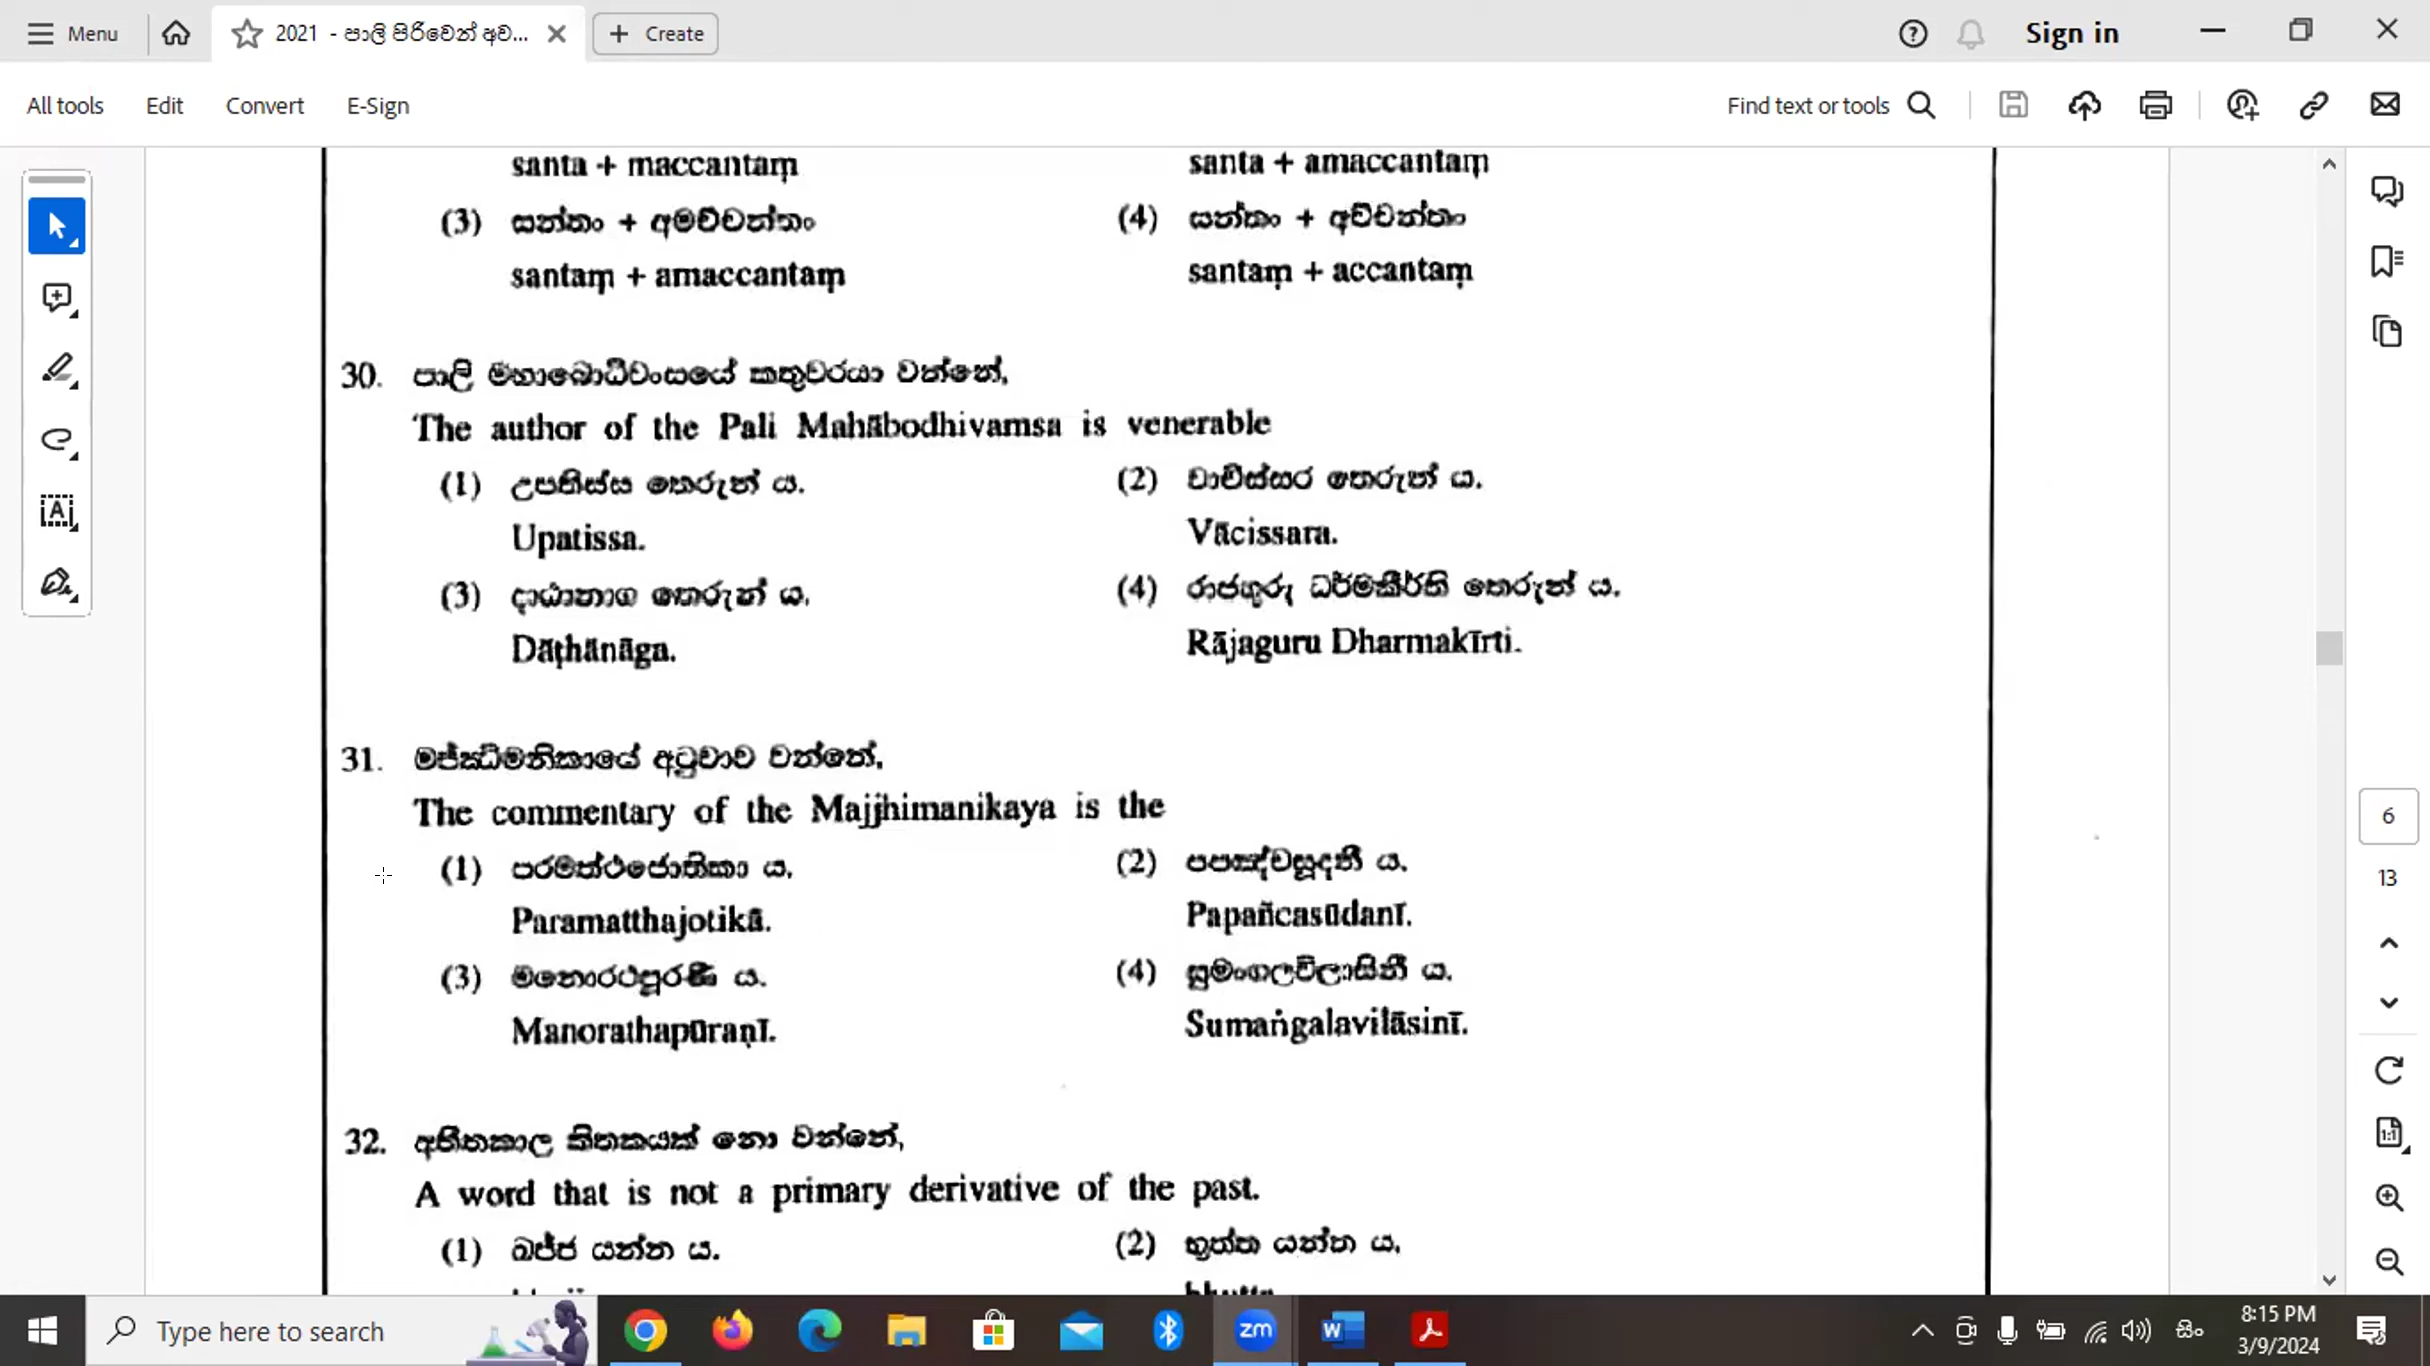 Menu
2021 - පාලි පිරිවෙන් අව...
Create
Sign in
All tools
Edit
Convert
E-Sign
Find text or tools
santa + maccantaṃ
santa + amaccantaṃ
(3) සන්තං + අමච්චන්තං
(4) සන්තං + අච්චන්තං
santaṃ + amaccantaṃ
santaṃ + accantaṃ
30. පාලි මහාබොධිවංසයේ කතුවරයා වන්නේ,
The author of the Pali Mahābodhivamsa is venerable
(1) උපතිස්ස තෙරුන් ය.
(2) වාචිස්සර තෙරුන් ය.
Upatissa.
Vācissara.
(3) දාඨානාග තෙරුන් ය.
(4) රාජගුරු ධර්මකීර්ති තෙරුන් ය.
Dāṭhānāga.
Rājaguru Dharmakīrti.
31. මජ්ඣිමනිකායේ අටුවාව වන්නේ,
The commentary of the Majjhimanikaya is the
(1) පරමත්ථජොතිකා ය.
(2) පපඤ්චසූදනී ය.
Paramatthajotikā.
Papañcasūdanī.
(3) මනොරථපූරණී ය.
(4) සුමංගලවිලාසිනී ය.
Manorathapūraṇī.
Sumaṅgalavilāsinī.
32. අතීතකාල කිතකයක් නො වන්නේ,
A word that is not a primary derivative of the past.
(1) ඛජ්ජ යන්න ය.
(2) භුත්ත යන්න ය.
6
13
1:1
Type here to search
zm
W
සිං
8:15 PM
3/9/2024